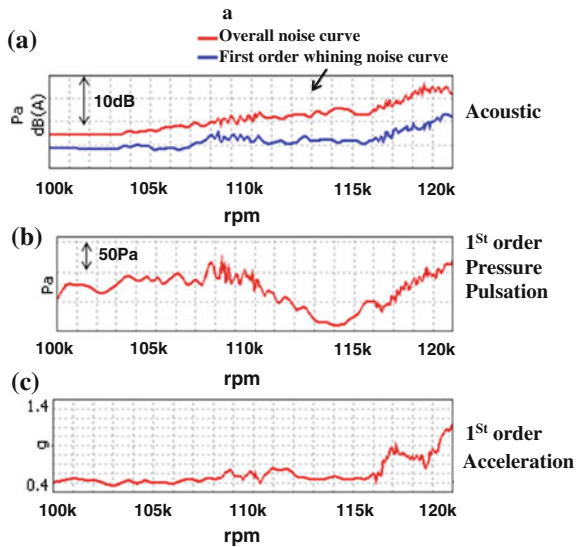 a
(a)
Overall noise curve
First order whining noise curve
10dB
Pa
dB(A)
Acoustic
100k 105k 110k 115k 120k
rpm
(b)
50Pa
Pa
1St order
Pressure
Pulsation
100k 105k 110k 115k 120k
rpm
(c)
1.4
g
0.4
1St order
Acceleration
100k 105k 110k 115k 120k
rpm